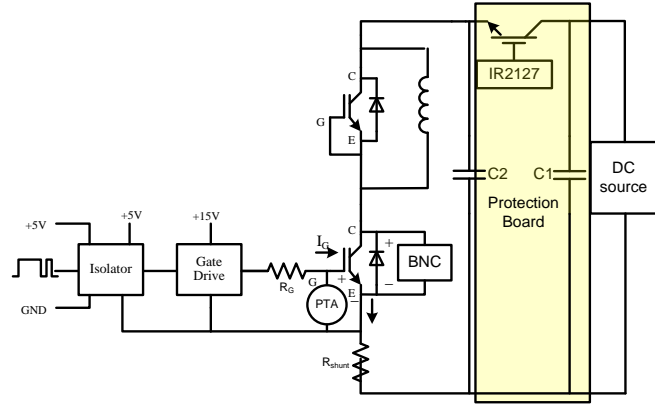 IR2127
C
G
E
C2
C1
DC
source
Protection
Board
+5V
+5V
+15V
I_G
C
+
BNC
Isolator
Gate
Drive
R_G
G
+
PTA
E
−
−
GND
R_shunt